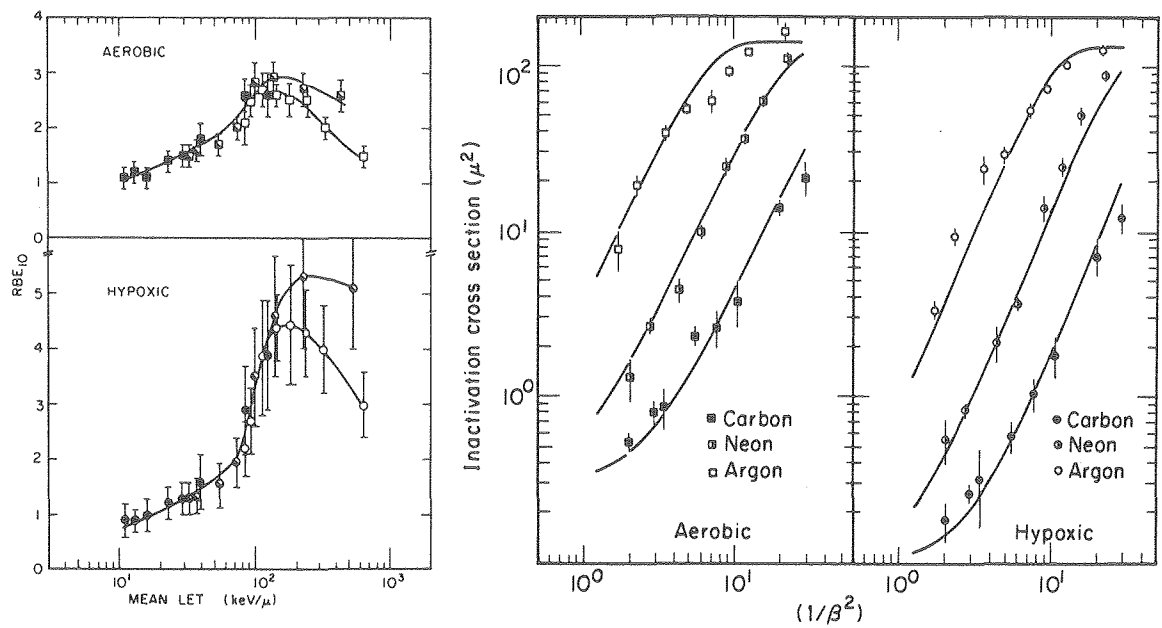 4
AEROBIC
3
2
1
0
RBE10
HYPOXIC
5
4
3
2
1
0
10¹ 10² 10³
MEAN LET (keV/μ)
Inactivation cross section (μ²)
10²
10¹
10⁰
Carbon
Neon
Argon
Aerobic
10⁰ 10¹
Carbon
Neon
Argon
Hypoxic
10⁰ 10¹
(1/β²)